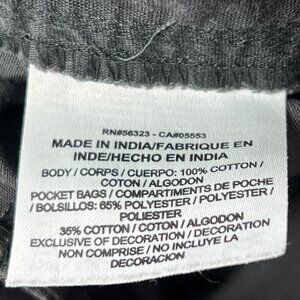 RN#56323 - CA#05553
MADE IN INDIA/FABRIQUE EN
INDE/HECHO EN INDIA
BODY / CORPS / CUERPO: 100% COTTON /
COTON / ALGODON
POCKET BAGS / COMPARTIMENTS DE POCHE
/ BOLSILLOS: 65% POLYESTER / POLYESTER /
POLIESTER
35% COTTON / COTON / ALGODON
EXCLUSIVE OF DECORATION / DECORATION
NON COMPRISE / NO INCLUYE LA
DECORACION